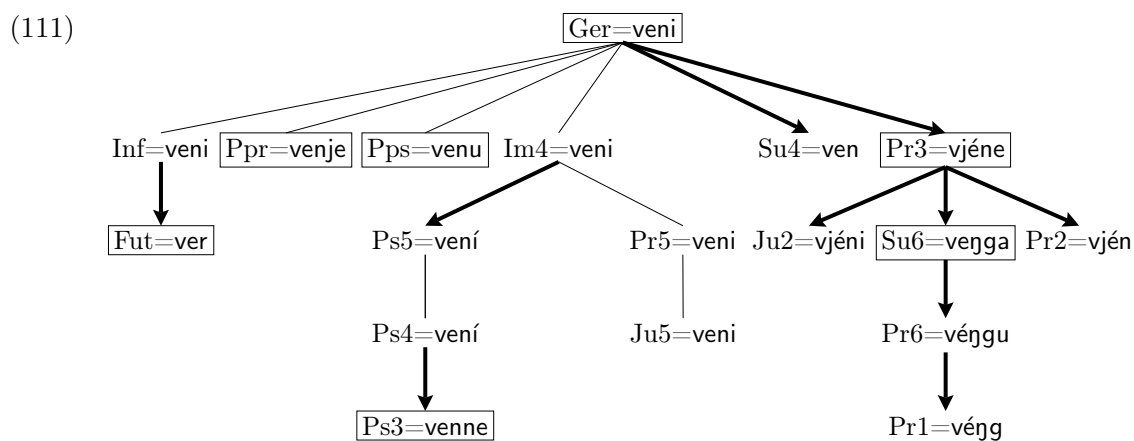 (111)
Ger=veni
Inf=veni Ppr=venje Pps=venu Im4=veni Su4=ven Pr3=vjéne
Fut=ver Ps5=vení Pr5=veni Ju2=vjéni Su6=veŋga Pr2=vjén
Ps4=vení Ju5=veni Pr6=véŋgu
Ps3=venne Pr1=véŋg